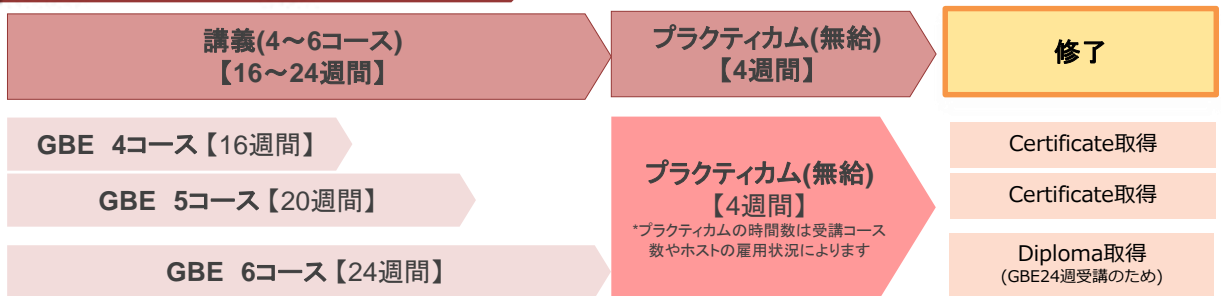 講義(4～6コース)
【16～24週間】
プラクティカム(無給)
【4週間】
修了
GBE 4コース【16週間】
GBE 5コース【20週間】
GBE 6コース【24週間】
プラクティカム(無給)
【4週間】
*プラクティカムの時間数は受講コース
数やホストの雇用状況によります
Certificate取得
Certificate取得
Diploma取得
(GBE24週受講のため)